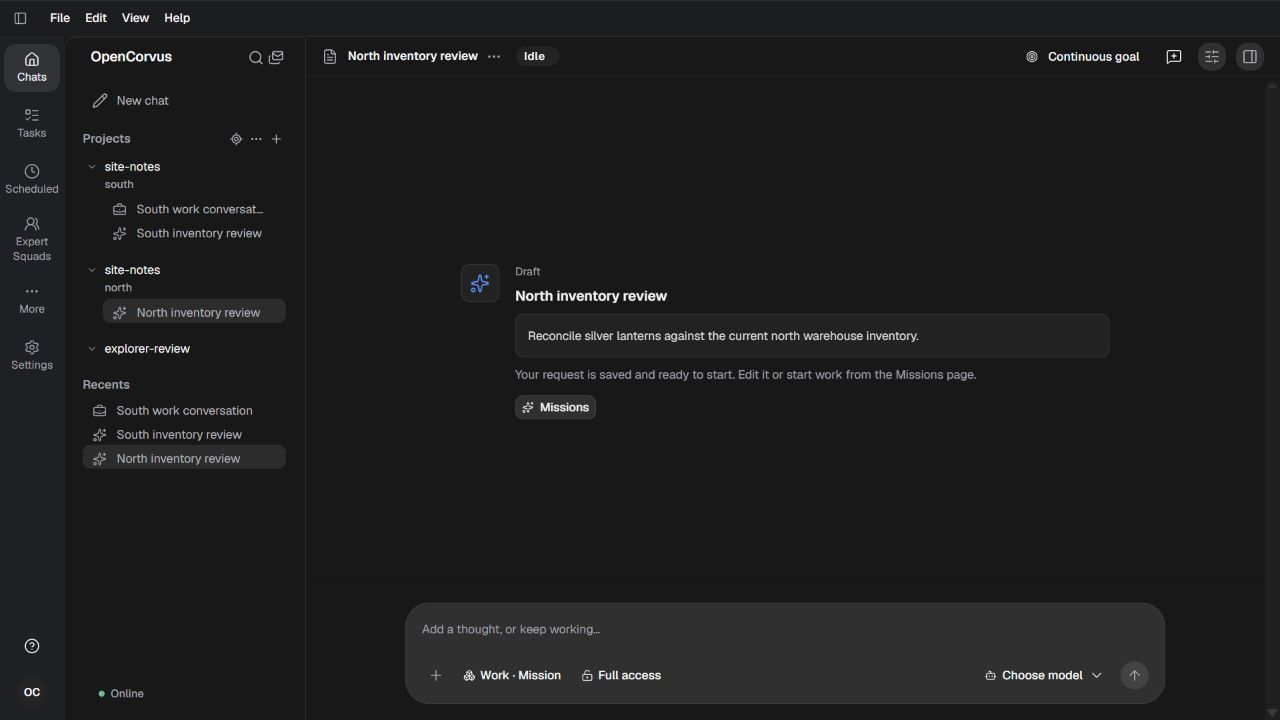 File Edit View Help
Chats
Tasks
Scheduled
Expert
Squads
More
Settings
OC
OpenCorvus
New chat
Projects
site-notes
south
South work conversat...
South inventory review
site-notes
north
North inventory review
explorer-review
Recents
South work conversation
South inventory review
North inventory review
Online
North inventory review ... Idle
Continuous goal
Draft
North inventory review
Reconcile silver lanterns against the current north warehouse inventory.
Your request is saved and ready to start. Edit it or start work from the Missions page.
Missions
Add a thought, or keep working...
Work · Mission Full access
Choose model